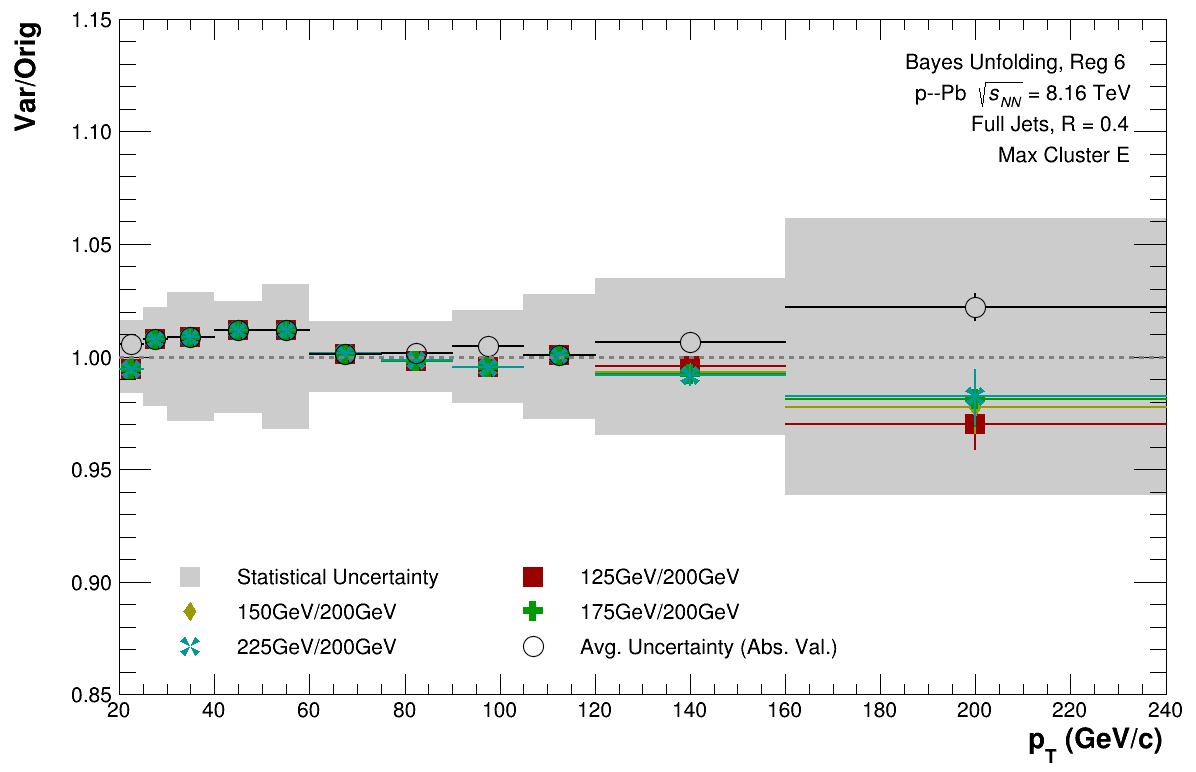 Var/Orig
1.15
1.10
1.05
1.00
0.95
0.90
0.85
Bayes Unfolding, Reg 6
p--Pb √sNN = 8.16 TeV
Full Jets, R = 0.4
Max Cluster E
Statistical Uncertainty
125GeV/200GeV
150GeV/200GeV
175GeV/200GeV
225GeV/200GeV
Avg. Uncertainty (Abs. Val.)
20 40 60 80 100 120 140 160 180 200 220 240
pT (GeV/c)